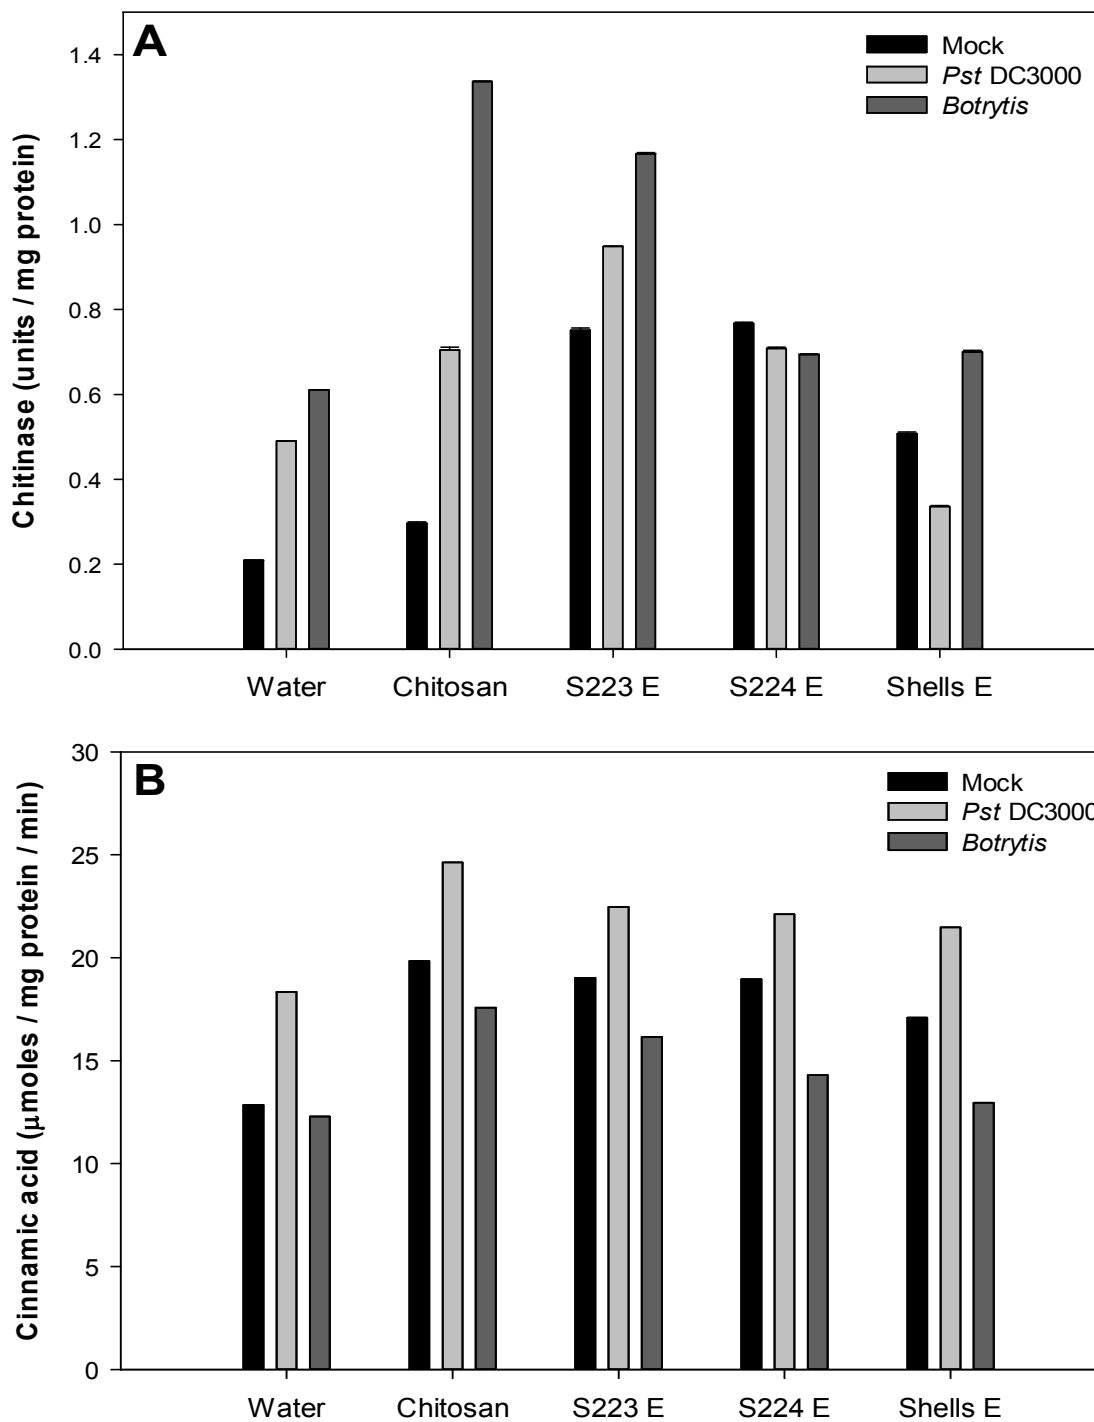 A
Mock
Pst DC3000
Botrytis
Chitinase (units / mg protein)
1.4
1.2
1.0
0.8
0.6
0.4
0.2
0.0
Water Chitosan S223 E S224 E Shells E
B
Mock
Pst DC3000
Botrytis
Cinnamic acid (μmoles / mg protein / min)
30
25
20
15
10
5
0
Water Chitosan S223 E S224 E Shells E